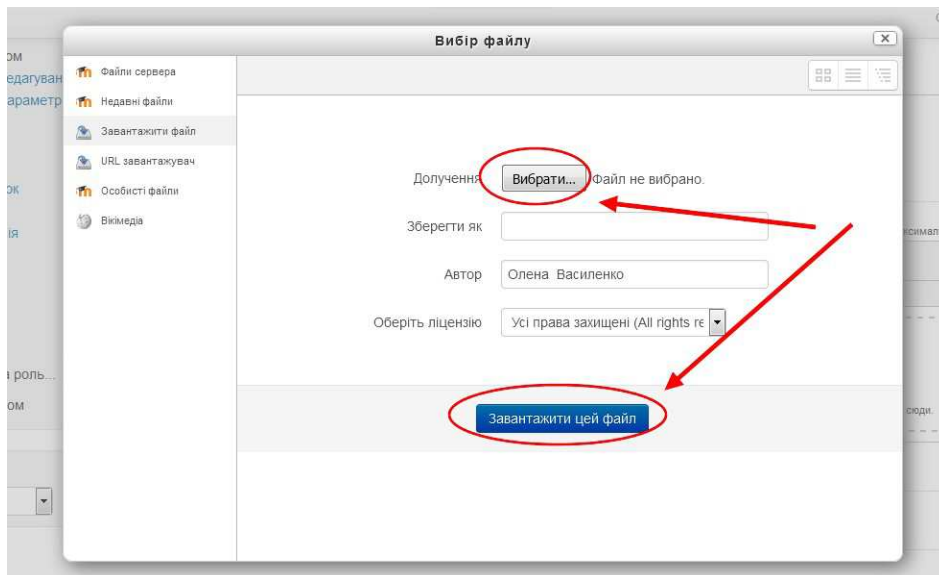 Вибір файлу
ом
едагуван
араметр
ок
ія
а роль...
ом
Файли сервера
Недавні файли
Завантажити файл
URL завантажувач
Особисті файли
Вікімедіа
Долучення Вибрати... Файл не вибрано.
Зберегти як
Автор Олена Василенко
Оберіть ліцензію Усі права захищені (All rights re
Завантажити цей файл
ксимал
сюди.